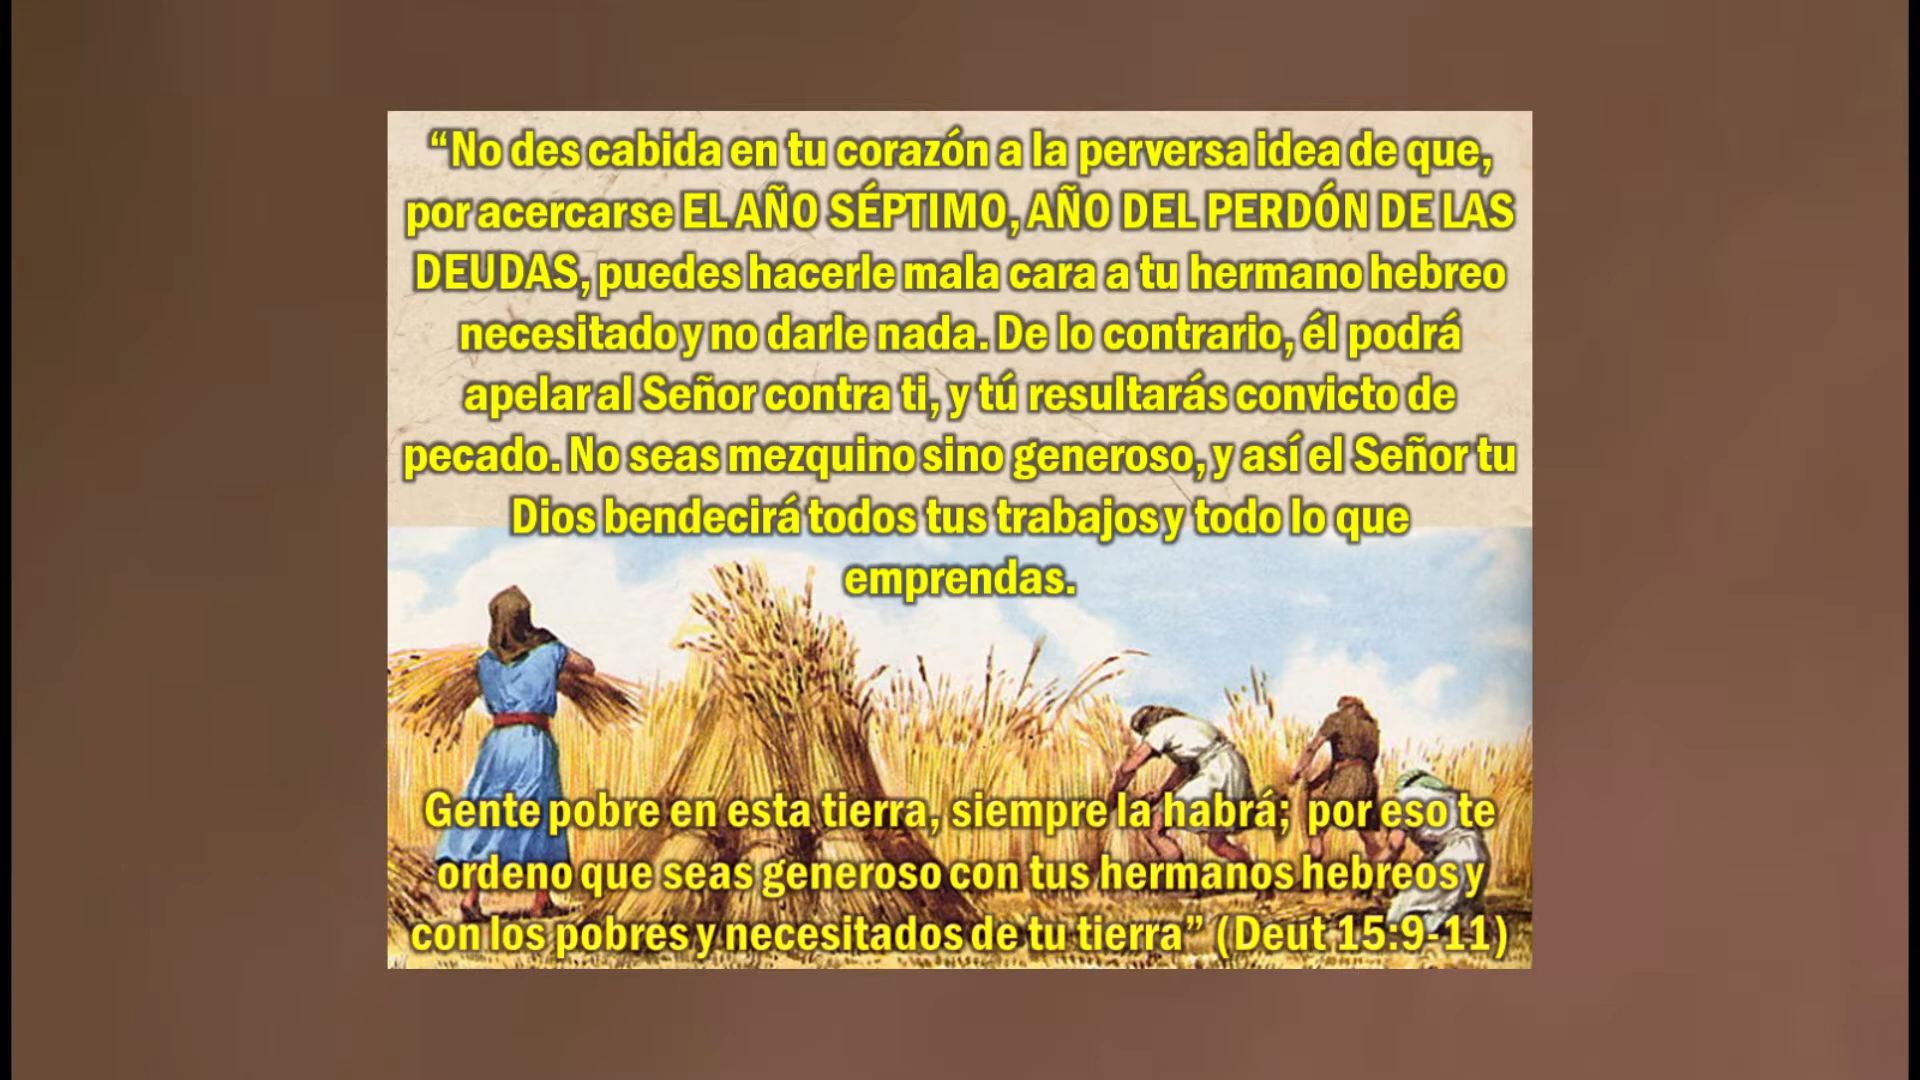 “No des cabida en tu corazón a la perversa idea de que,
por acercarse EL AÑO SÉPTIMO, AÑO DEL PERDÓN DE LAS
DEUDAS, puedes hacerle mala cara a tu hermano hebreo
necesitado y no darle nada. De lo contrario, él podrá
apelar al Señor contra ti, y tú resultarás convicto de
pecado. No seas mezquino sino generoso, y así el Señor tu
Dios bendecirá todos tus trabajos y todo lo que
emprendas.
Gente pobre en esta tierra, siempre la habrá; por eso te
ordeno que seas generoso con tus hermanos hebreos y
con los pobres y necesitados de tu tierra” (Deut 15:9-11)